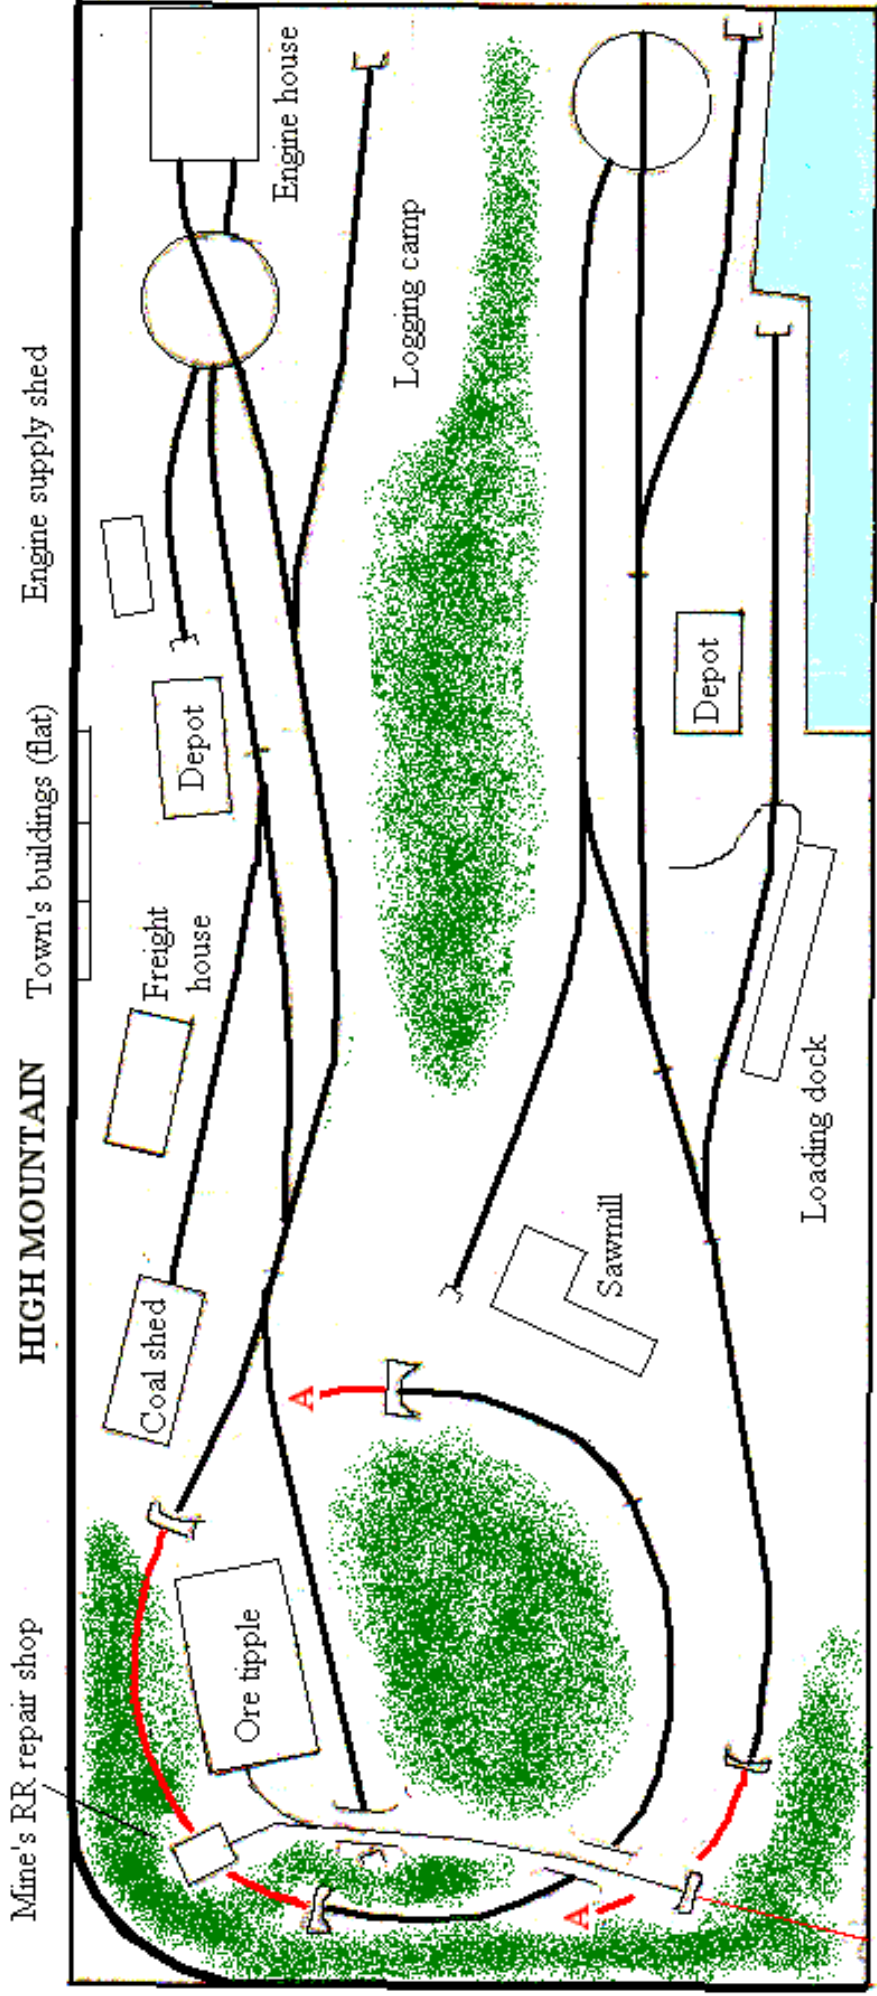 Mine's RR repair shop
HIGH MOUNTAIN
Town's buildings (flat)
Engine supply shed
Coal shed
Freight
house
Depot
Engine house
Ore tipple
A
Logging camp
A
Sawmill
Depot
Loading dock